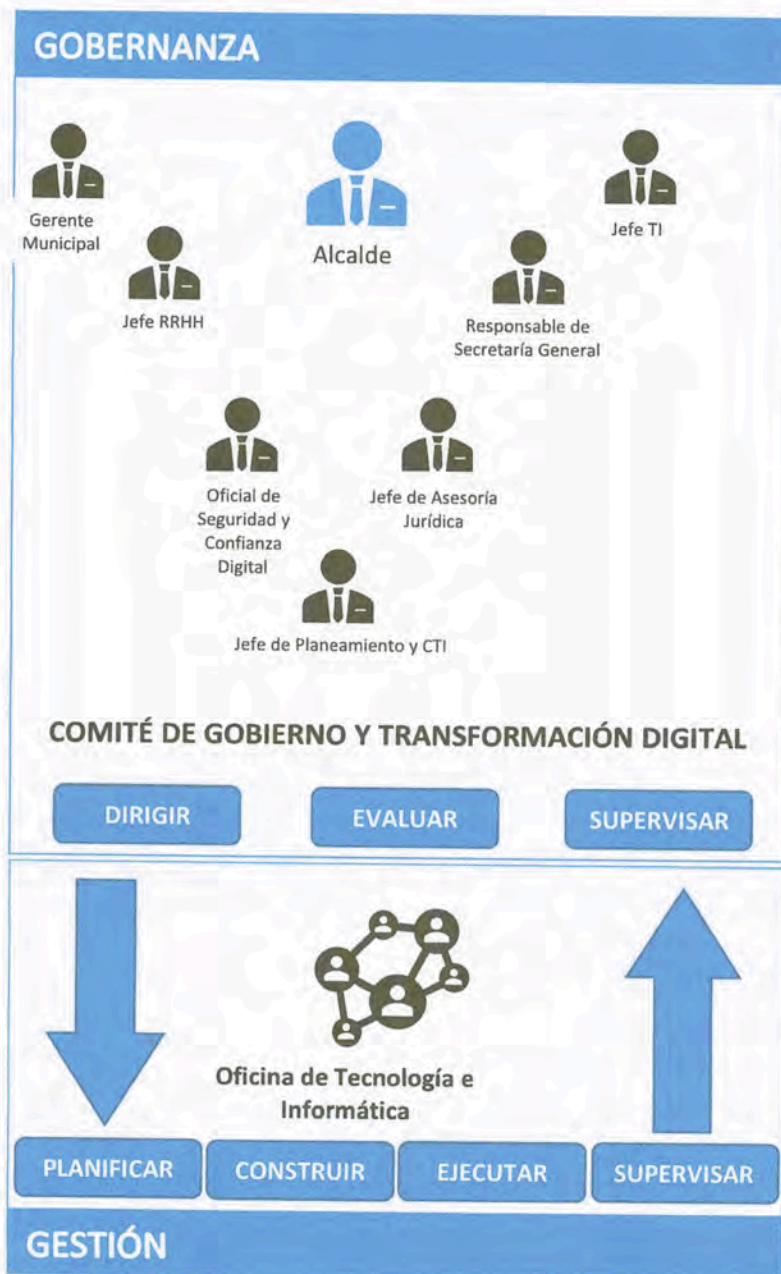 GOBERNANZA
Gerente
Municipal
Alcalde
Jefe TI
Jefe RRHH
Responsable de
Secretaría General
Oficial de
Seguridad y
Confianza
Digital
Jefe de Asesoría
Jurídica
Jefe de Planeamiento y CTI
COMITÉ DE GOBIERNO Y TRANSFORMACIÓN DIGITAL
DIRIGIR
EVALUAR
SUPERVISAR
Oficina de Tecnología e
Informática
PLANIFICAR
CONSTRUIR
EJECUTAR
SUPERVISAR
GESTIÓN